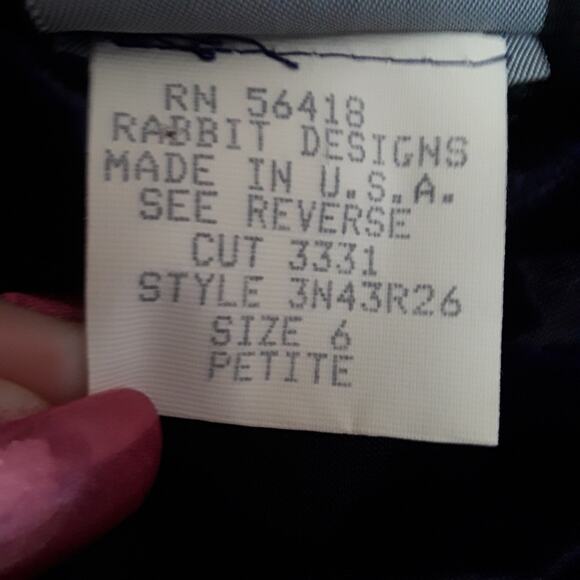 RN 56418
RABBIT DESIGNS
MADE IN U.S.A.
SEE REVERSE
CUT 3331
STYLE 3N43R26
SIZE 6
PETITE